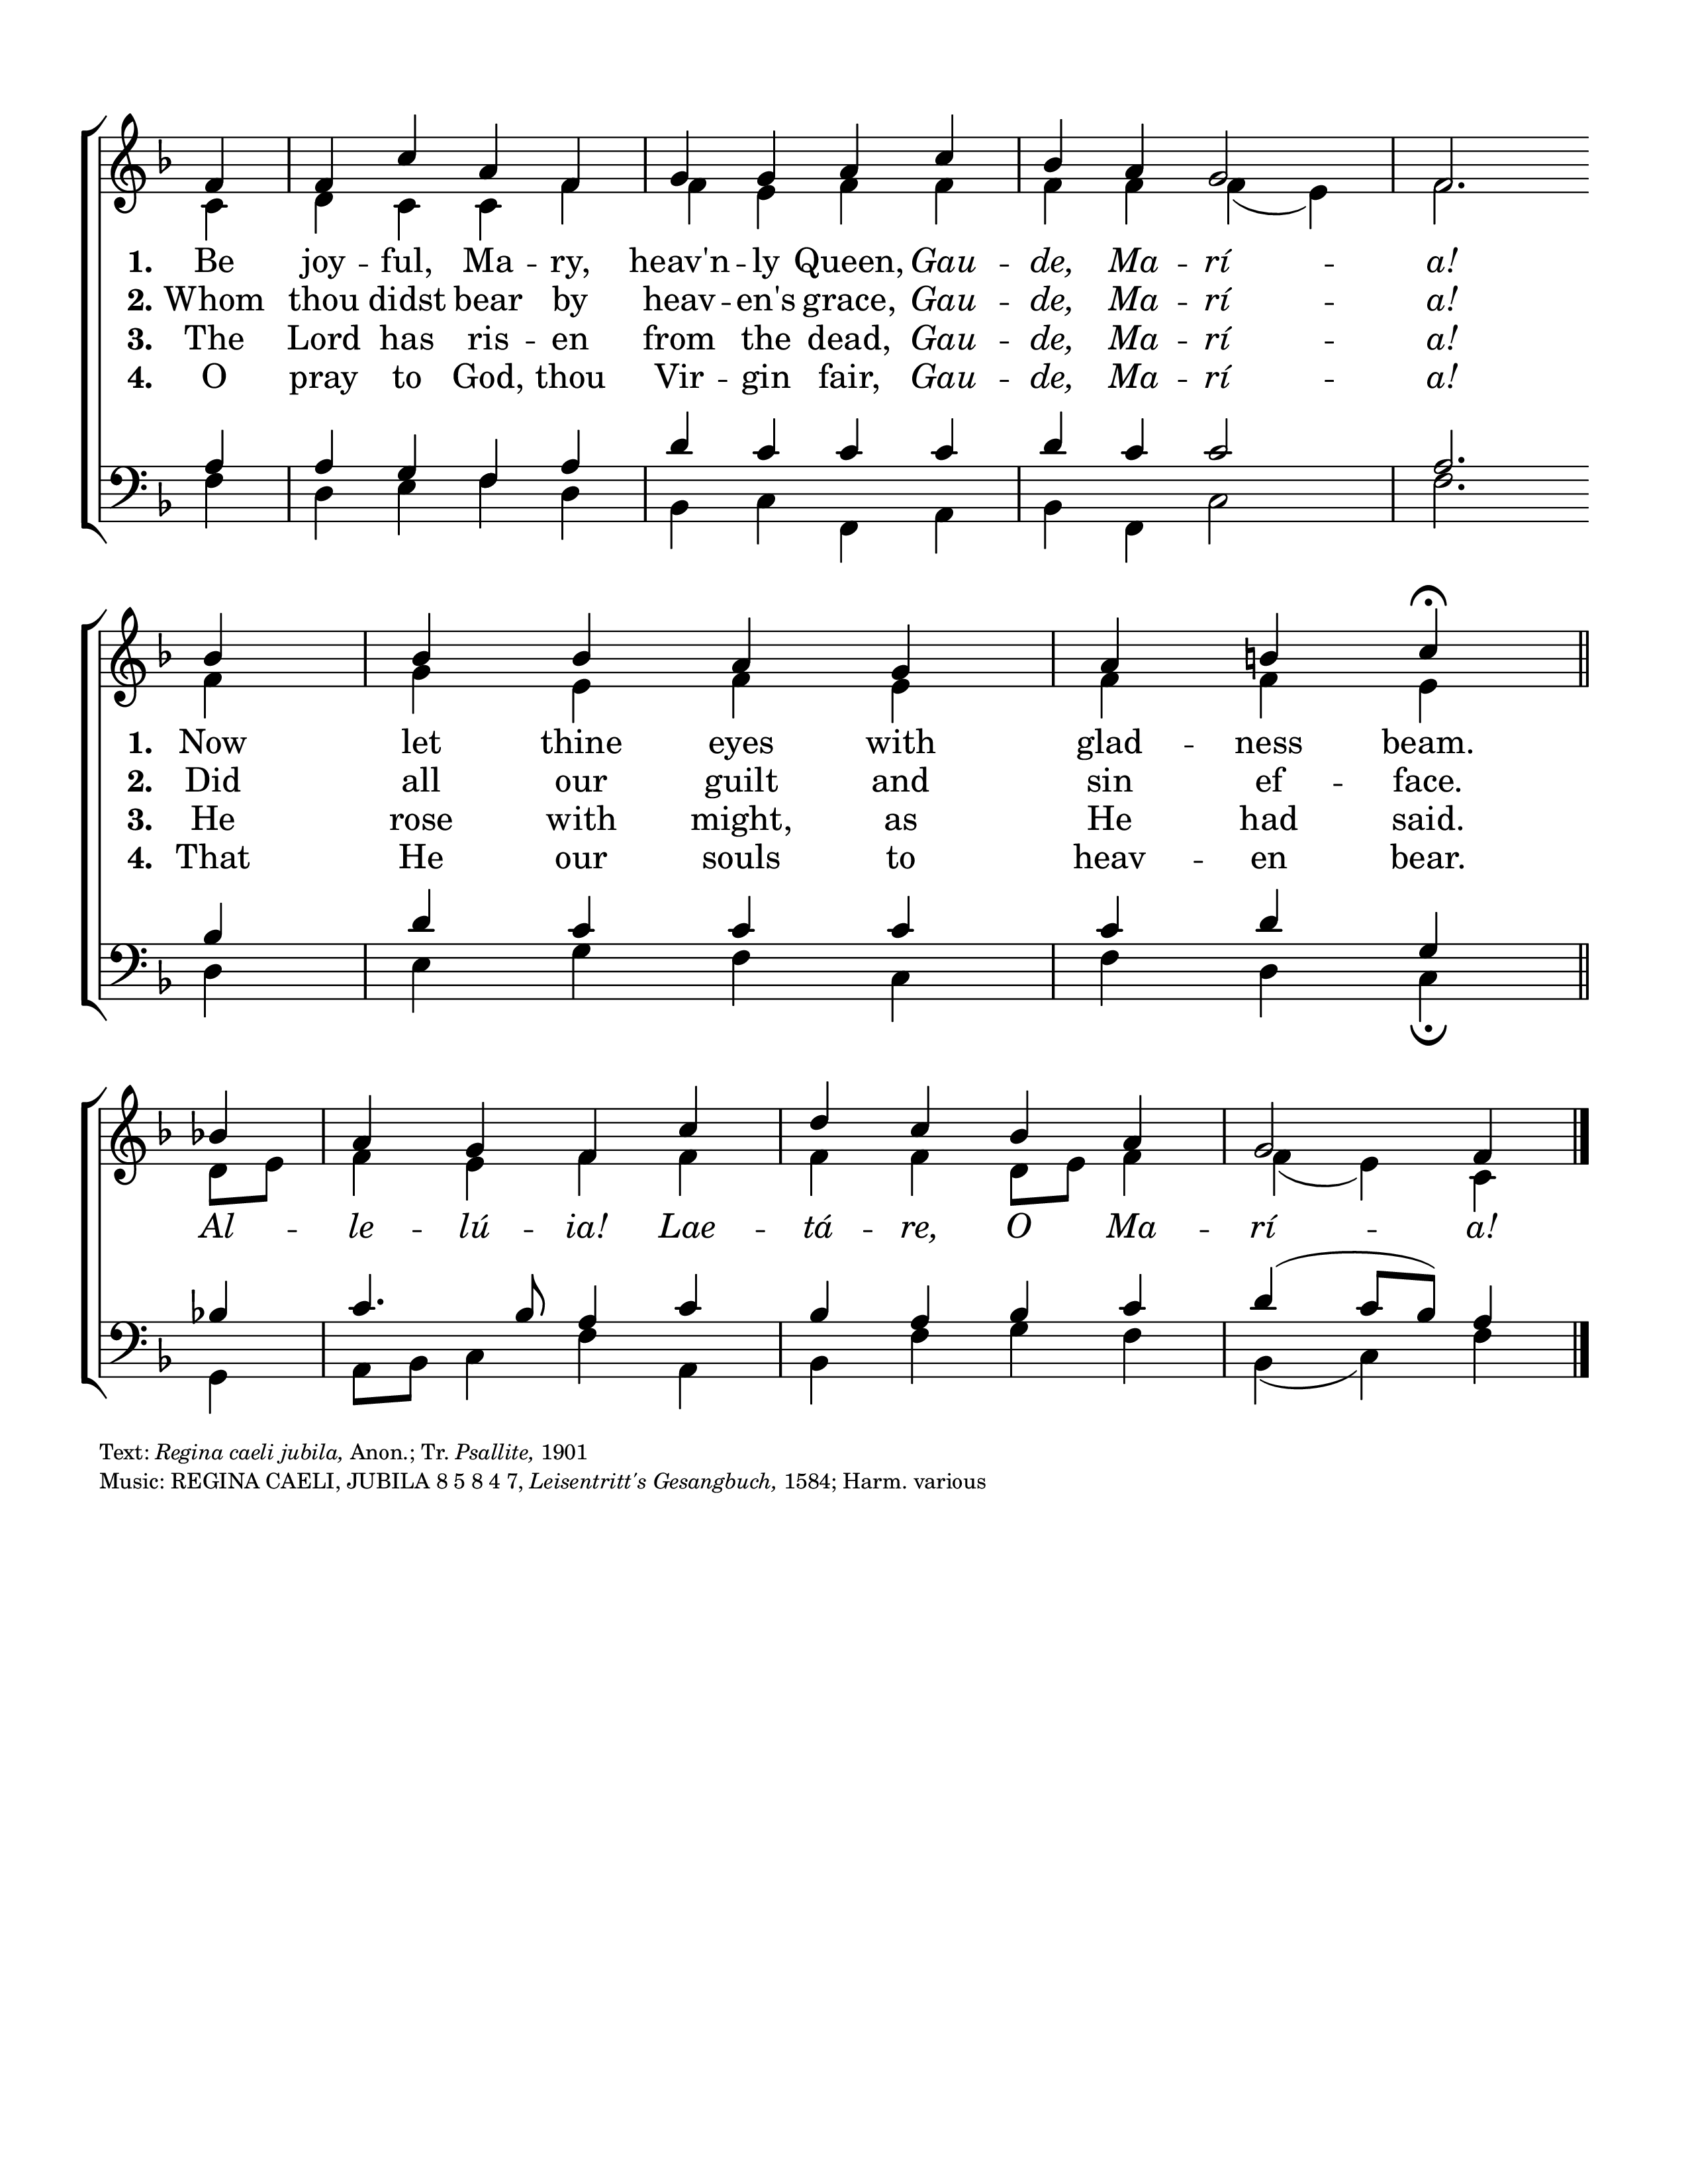 1. Be joy - ful, Ma - ry, heav'n - ly Queen, Gau - de, Ma - rí - a!
2. Whom thou didst bear by heav - en's grace, Gau - de, Ma - rí - a!
3. The Lord has ris - en from the dead, Gau - de, Ma - rí - a!
4. O pray to God, thou Vir - gin fair, Gau - de, Ma - rí - a!
1. Now let thine eyes with glad - ness beam.
2. Did all our guilt and sin ef - face.
3. He rose with might, as He had said.
4. That He our souls to heav - en bear.
Al - le - lú - ia! Lae - tá - re, O Ma - rí - a!
Text: Regina caeli jubila, Anon.; Tr. Psallite, 1901
Music: REGINA CAELI, JUBILA 8 5 8 4 7, Leisentritt's Gesangbuch, 1584; Harm. various